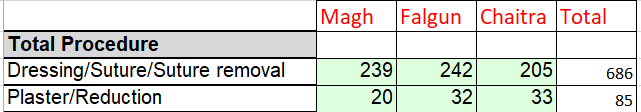 Magh Falgun Chaitra Total
Total Procedure
Dressing/Suture/Suture removal 239 242 205 686
Plaster/Reduction 20 32 33 85